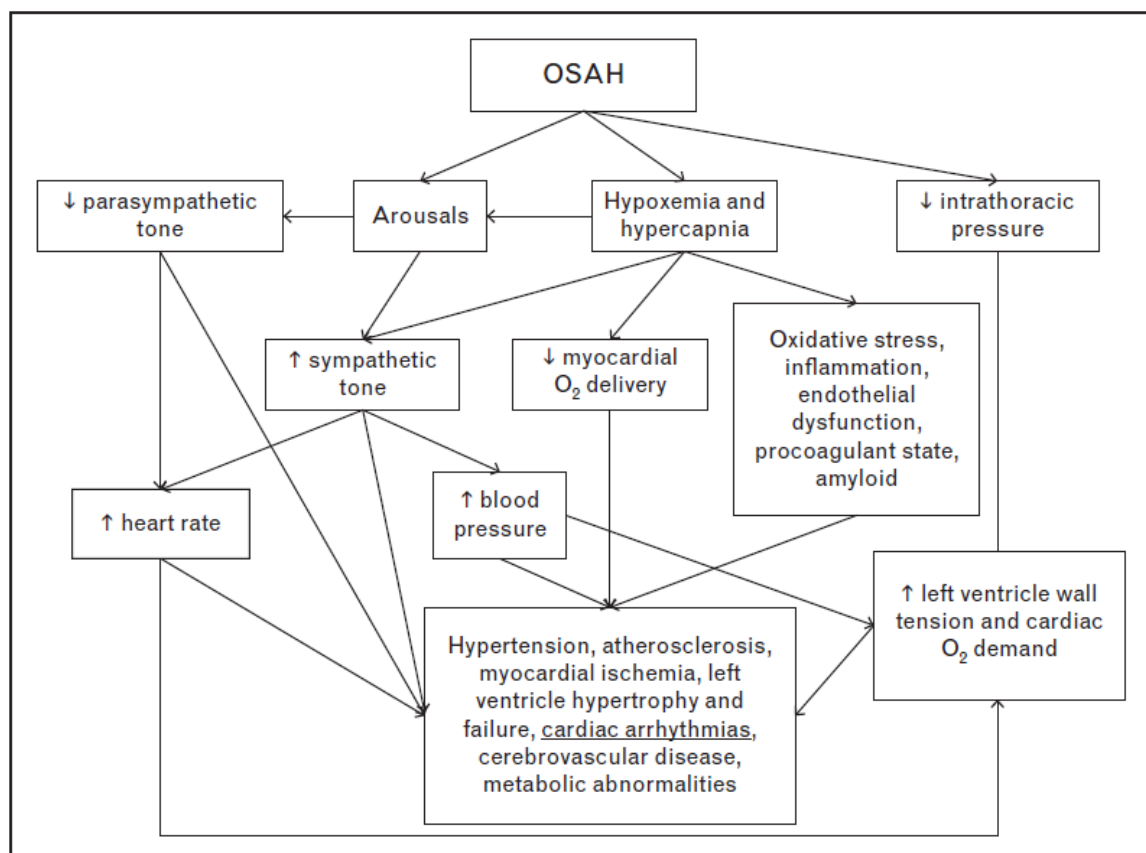 OSAH
↓ parasympathetic
tone
Arousals
Hypoxemia and
hypercapnia
↓ intrathoracic
pressure
↑ sympathetic
tone
↓ myocardial
O₂ delivery
Oxidative stress,
inflammation,
endothelial
dysfunction,
procoagulant state,
amyloid
↑ heart rate
↑ blood
pressure
↑ left ventricle wall
tension and cardiac
O₂ demand
Hypertension, atherosclerosis,
myocardial ischemia, left
ventricle hypertrophy and
failure, cardiac arrhythmias,
cerebrovascular disease,
metabolic abnormalities